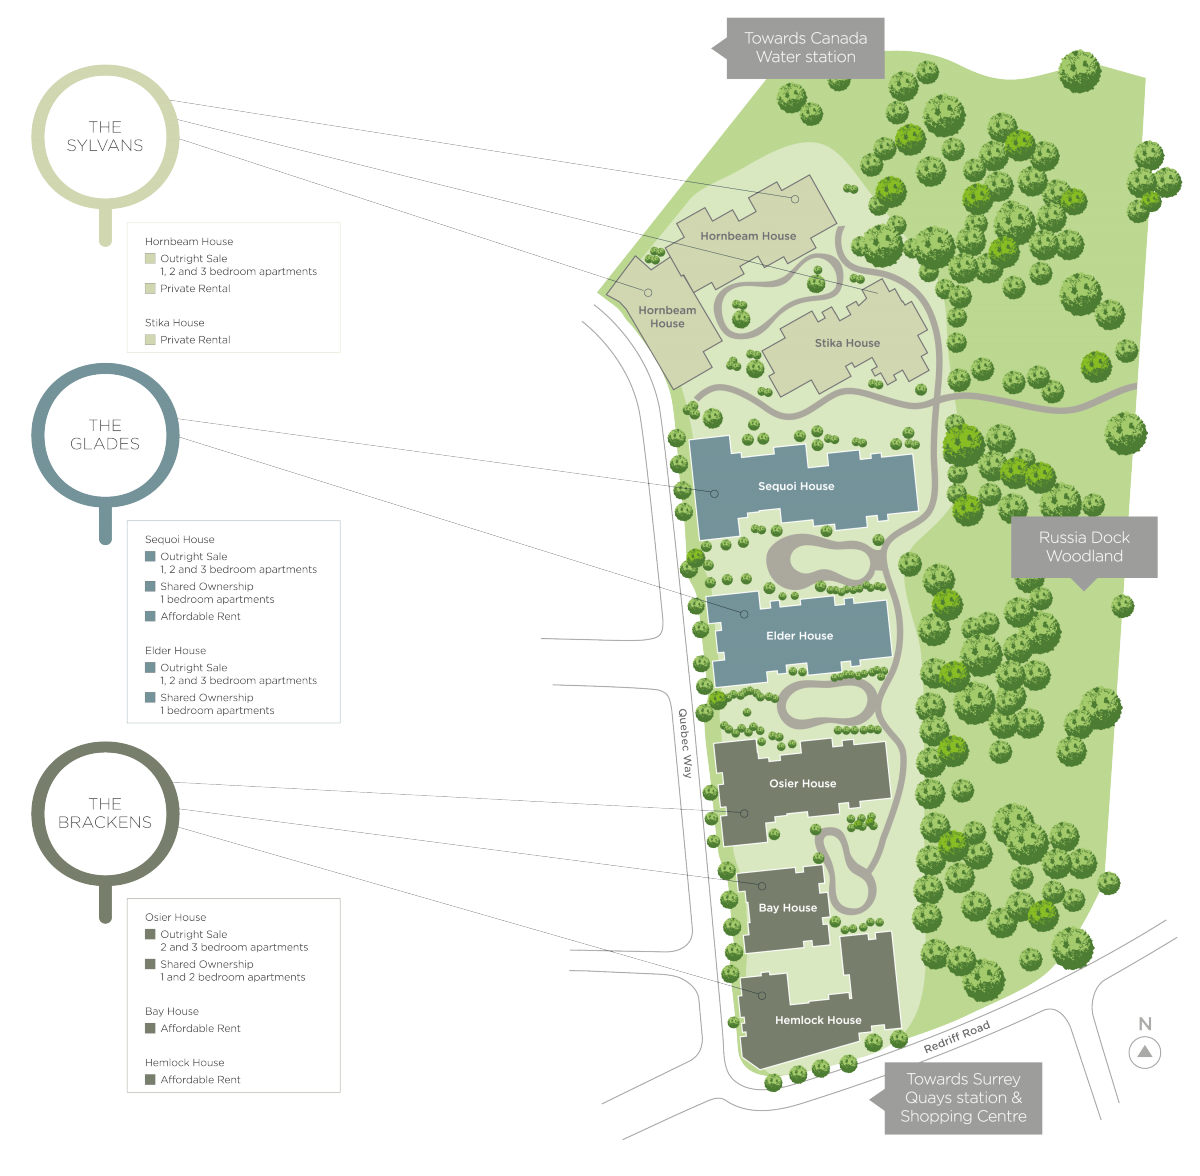 Towards Canada
Water station
THE
SYLVANS
Hornbeam House
Outright Sale
1, 2 and 3 bedroom apartments
Private Rental
Stika House
Private Rental
Hornbeam House
Hornbeam
House
Stika House
THE
GLADES
Sequoi House
Outright Sale
1, 2 and 3 bedroom apartments
Shared Ownership
1 bedroom apartments
Affordable Rent
Elder House
Outright Sale
1, 2 and 3 bedroom apartments
Shared Ownership
1 bedroom apartments
Sequoi House
Russia Dock
Woodland
Elder House
Quebec Way
THE
BRACKENS
Osier House
Outright Sale
2 and 3 bedroom apartments
Shared Ownership
1 and 2 bedroom apartments
Bay House
Affordable Rent
Hemlock House
Affordable Rent
Osier House
Bay House
Hemlock House
Redriff Road
N
Towards Surrey
Quays station &
Shopping Centre